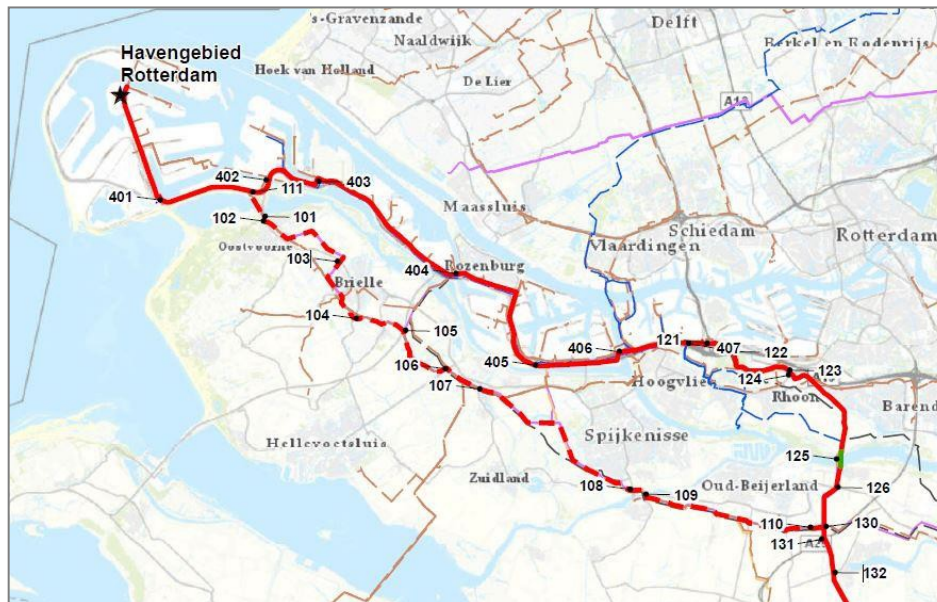 's-Gravenzande
Delft
Naaldwijk
Berkel en Rodenrijs
Havengebied
Rotterdam
Hoek van Holland
De Lier
A13
402
111
403
401
Maassluis
102
101
Schiedam
Oostvoorne
Vlaardingen
Rotterdam
103
Brielle
404
Rozenburg
104
105
121
407
122
406
405
106
123
124
107
Hoogvliet
Rhoon
Barend
Hellevoetsluis
Spijkenisse
125
Zuidland
108
109
Oud-Beijerland
126
110
130
131
132